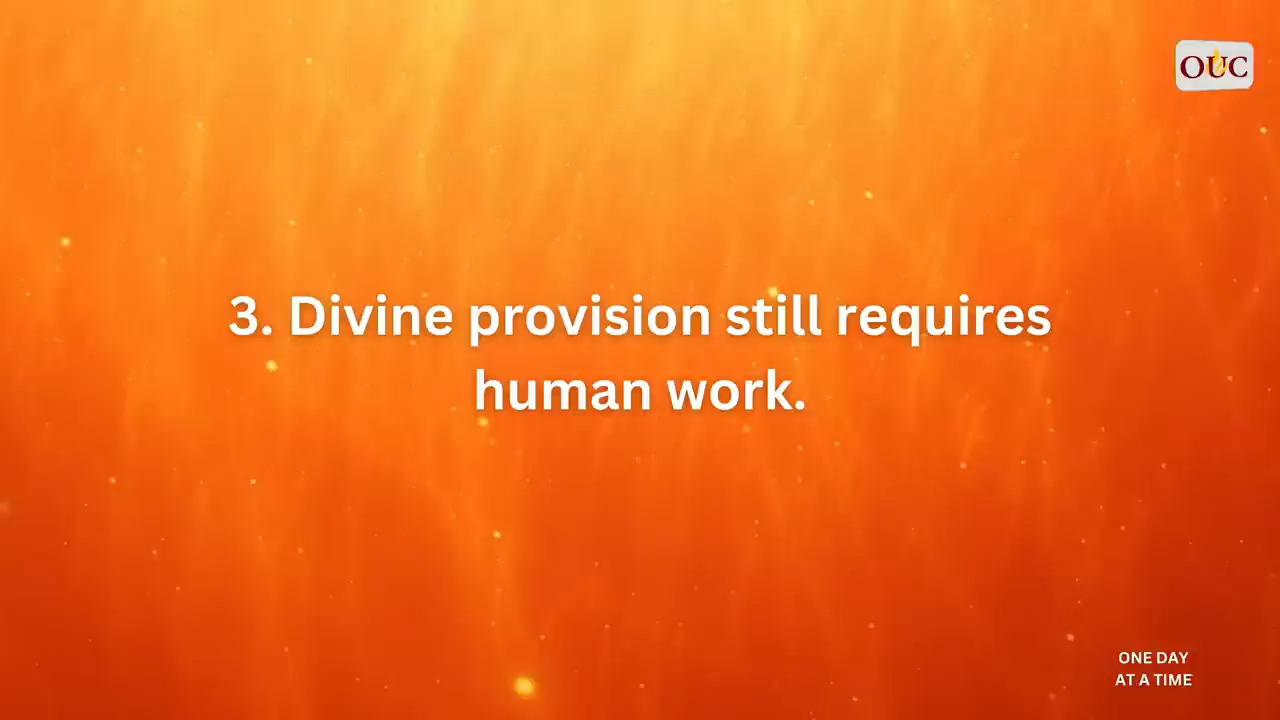 OUC
3. Divine provision still requires
human work.
ONE DAY
AT A TIME